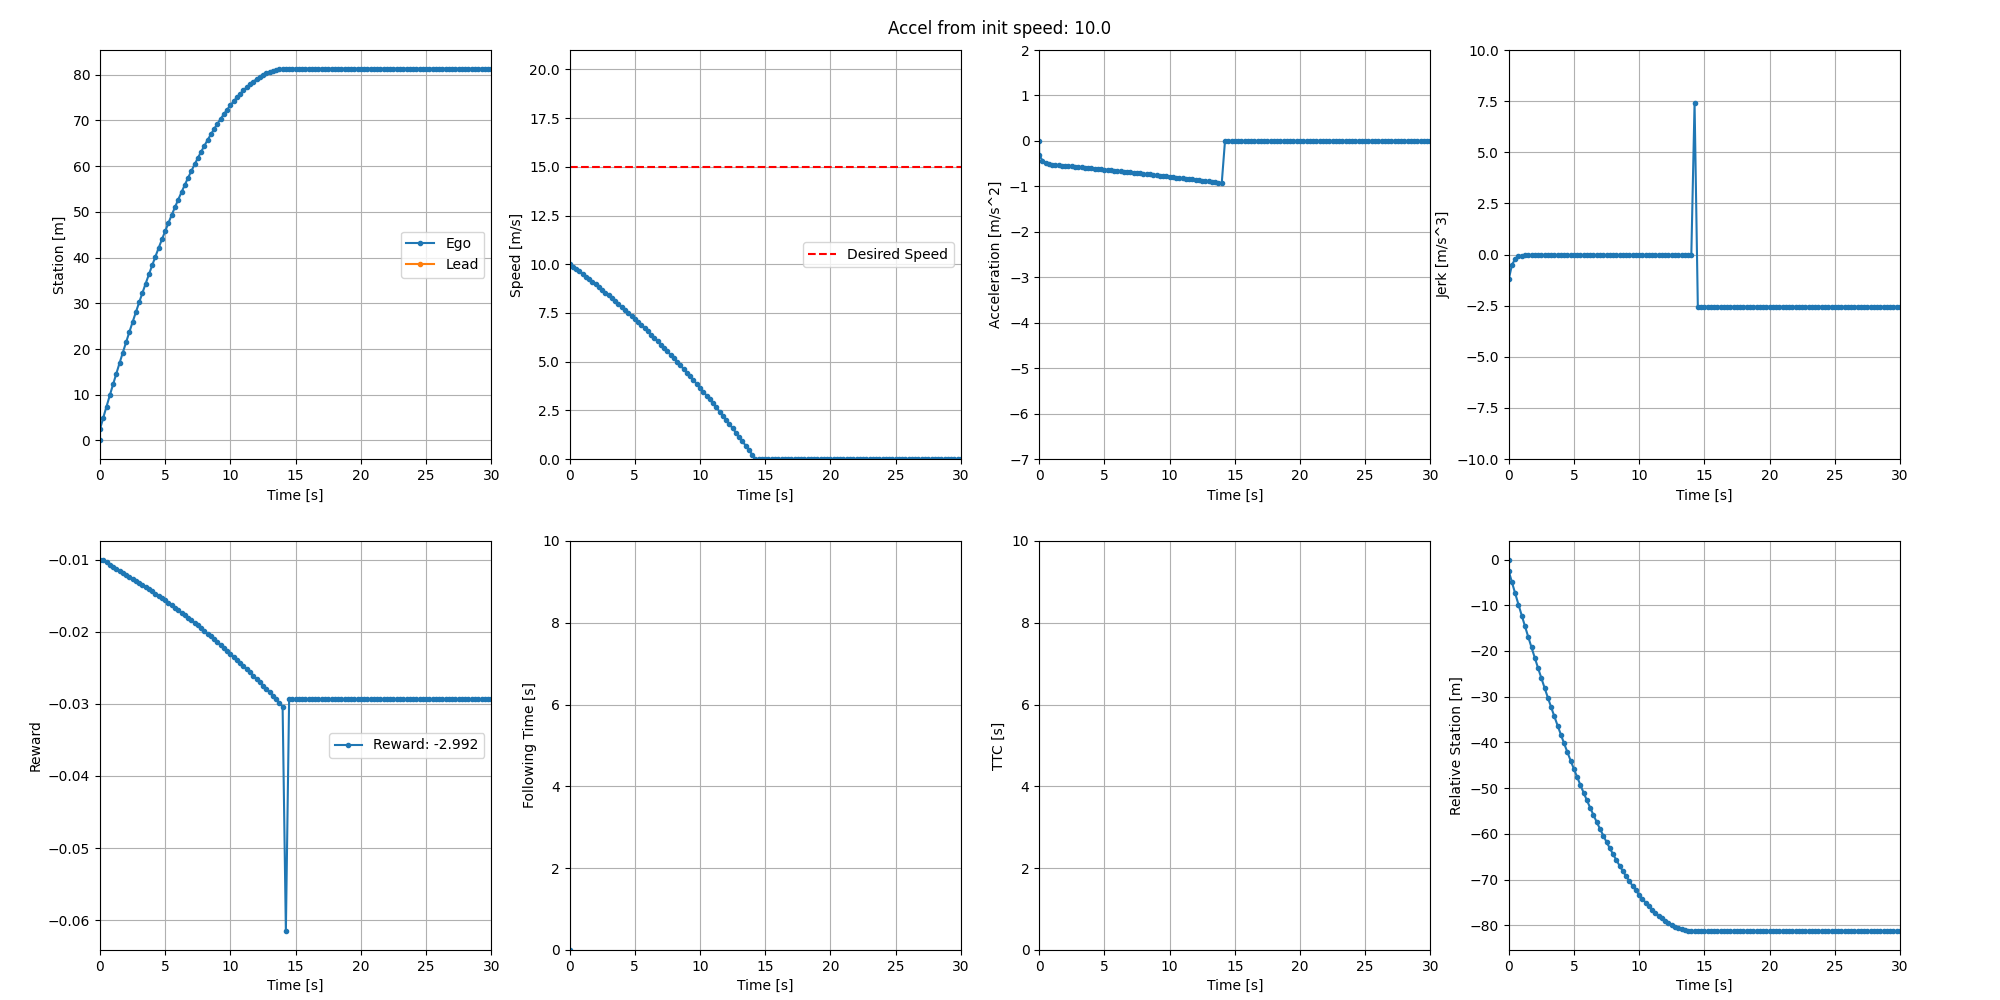 Accel from init speed: 10.0
80
70
60
50
40
30
20
10
0
Station [m]
Ego
Lead
0 5 10 15 20 25 30
Time [s]
20.0
17.5
15.0
12.5
10.0
7.5
5.0
2.5
0.0
Speed [m/s]
Desired Speed
0 5 10 15 20 25 30
Time [s]
2
1
0
−1
−2
−3
−4
−5
−6
−7
Acceleration [m/s^2]
0 5 10 15 20 25 30
Time [s]
10.0
7.5
5.0
2.5
0.0
−2.5
−5.0
−7.5
−10.0
Jerk [m/s^3]
0 5 10 15 20 25 30
Time [s]
−0.01
−0.02
−0.03
−0.04
−0.05
−0.06
Reward
Reward: -2.992
0 5 10 15 20 25 30
Time [s]
10
8
6
4
2
0
Following Time [s]
0 5 10 15 20 25 30
Time [s]
10
8
6
4
2
0
TTC [s]
0 5 10 15 20 25 30
Time [s]
0
−10
−20
−30
−40
−50
−60
−70
−80
Relative Station [m]
0 5 10 15 20 25 30
Time [s]